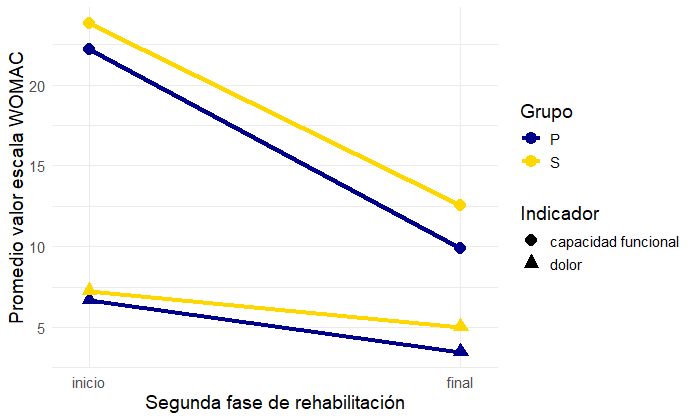 Promedio valor escala WOMAC
20
15
10
5
inicio
final
Segunda fase de rehabilitación
Grupo
P
S
Indicador
capacidad funcional
dolor